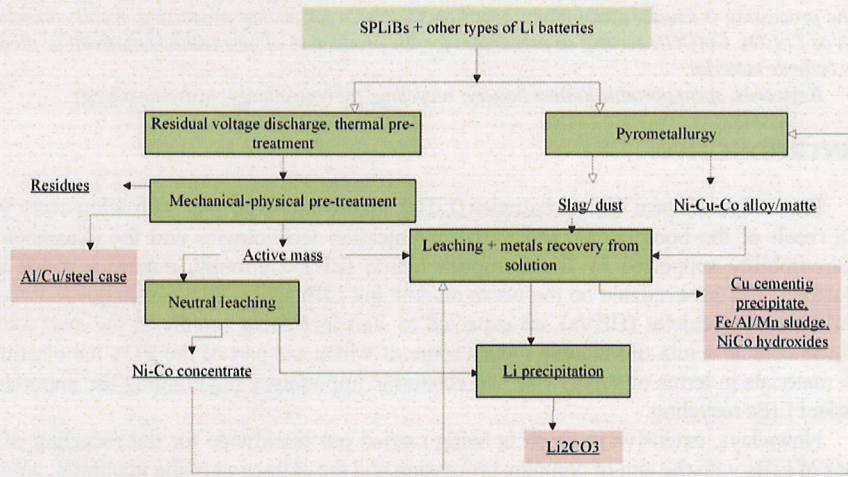 SPLiBs + other types of Li batteries
Residual voltage discharge, thermal pre-
treatment
Pyrometallurgy
Residues
Mechanical-physical pre-treatment
Slag/ dust
Ni-Cu-Co alloy/matte
Al/Cu/steel case
Active mass
Leaching + metals recovery from
solution
Neutral leaching
Cu cementig
precipitate,
Fe/Al/Mn sludge,
NiCo hydroxides
Ni-Co concentrate
Li precipitation
Li2CO3